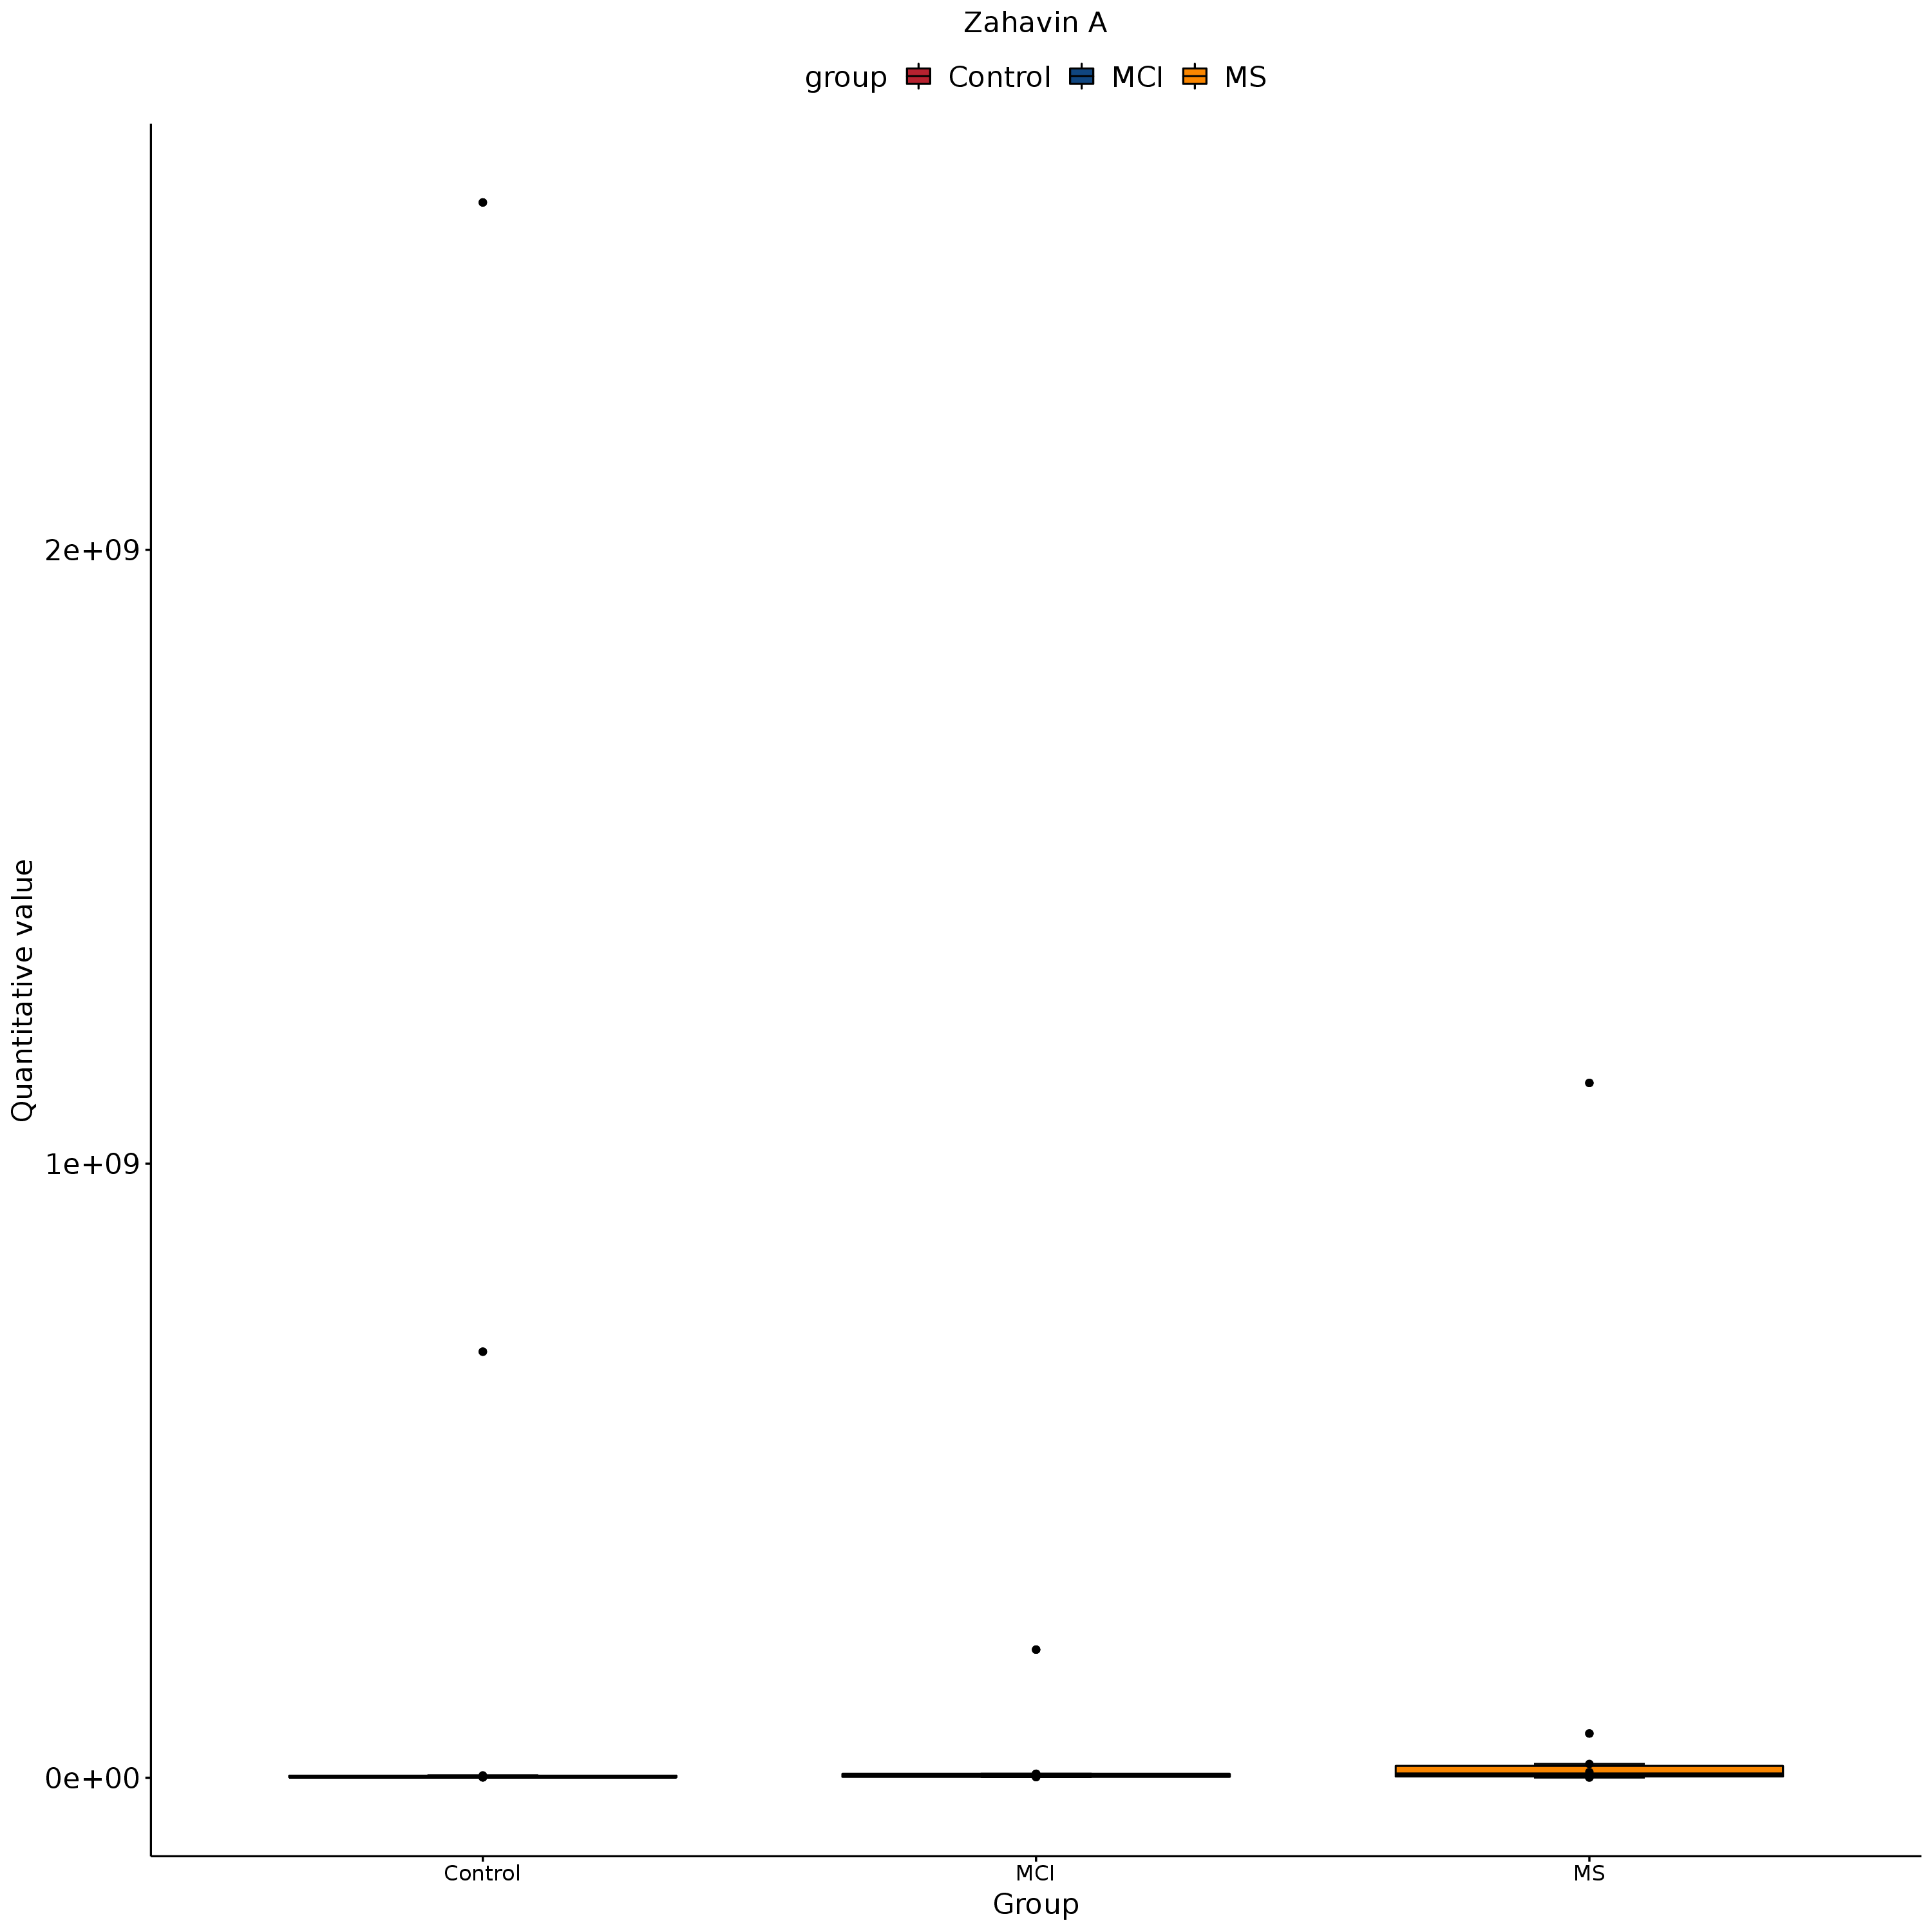 Zahavin A
group Control MCI MS
Quantitative value
2e+09
1e+09
0e+00
Control MCI MS
Group